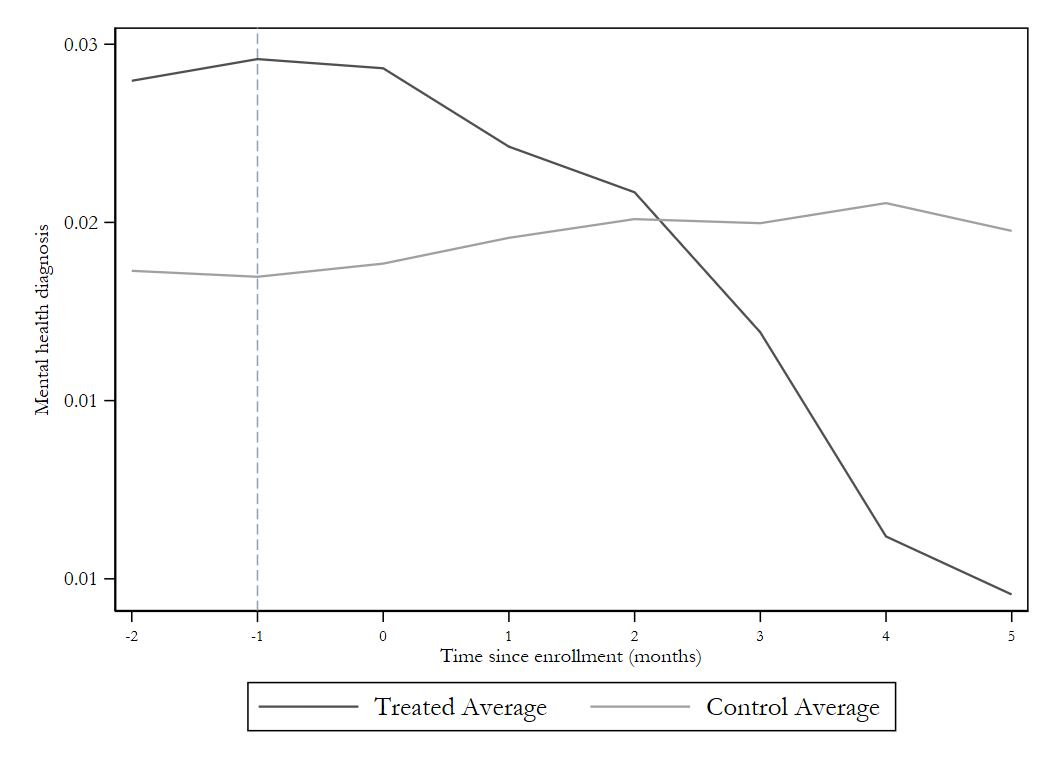 0.03
0.02
0.01
0.01
Mental health diagnosis
-2 -1 0 1 2 3 4 5
Time since enrollment (months)
Treated Average Control Average